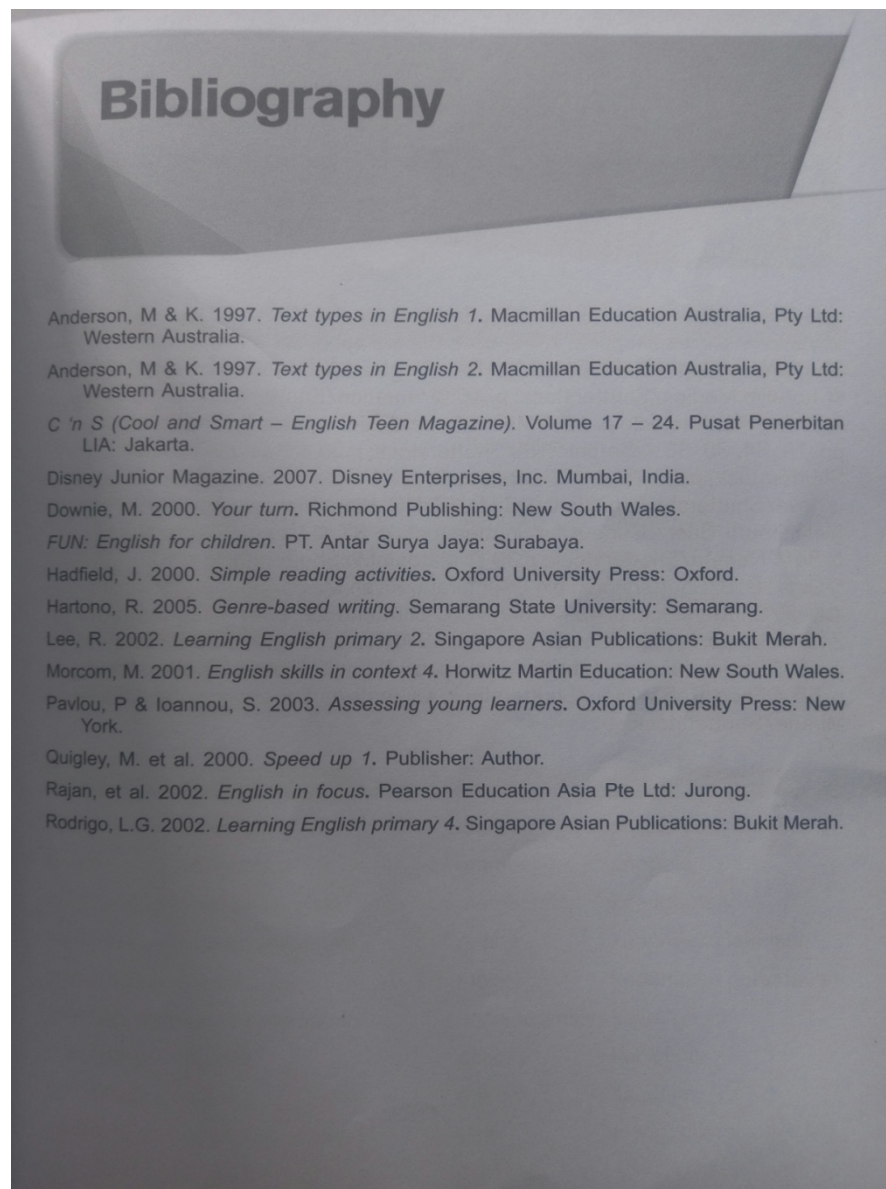 Bibliography
Anderson, M & K. 1997. Text types in English 1. Macmillan Education Australia, Pty Ltd:
Western Australia.
Anderson, M & K. 1997. Text types in English 2. Macmillan Education Australia, Pty Ltd:
Western Australia.
C 'n S (Cool and Smart – English Teen Magazine). Volume 17 – 24. Pusat Penerbitan
LIA: Jakarta.
Disney Junior Magazine. 2007. Disney Enterprises, Inc. Mumbai, India.
Downie, M. 2000. Your turn. Richmond Publishing: New South Wales.
FUN: English for children. PT. Antar Surya Jaya: Surabaya.
Hadfield, J. 2000. Simple reading activities. Oxford University Press: Oxford.
Hartono, R. 2005. Genre-based writing. Semarang State University: Semarang.
Lee, R. 2002. Learning English primary 2. Singapore Asian Publications: Bukit Merah.
Morcom, M. 2001. English skills in context 4. Horwitz Martin Education: New South Wales.
Pavlou, P & Ioannou, S. 2003. Assessing young learners. Oxford University Press: New
York.
Quigley, M. et al. 2000. Speed up 1. Publisher: Author.
Rajan, et al. 2002. English in focus. Pearson Education Asia Pte Ltd: Jurong.
Rodrigo, L.G. 2002. Learning English primary 4. Singapore Asian Publications: Bukit Merah.